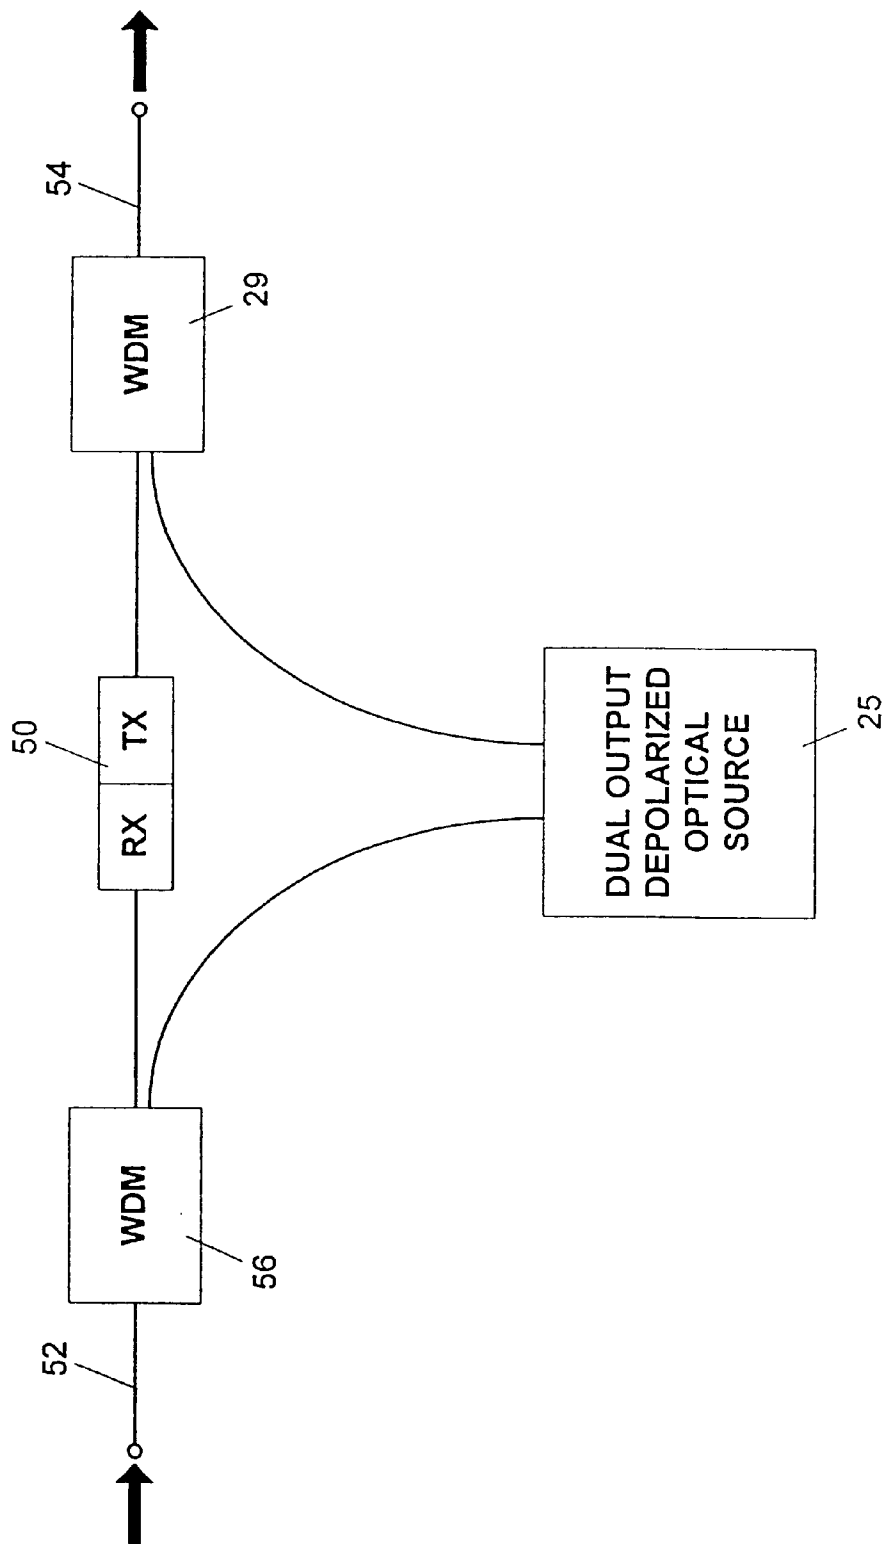 50
54
52
RX TX
WDM
WDM
56
29
DUAL OUTPUT
DEPOLARIZED
OPTICAL
SOURCE
25